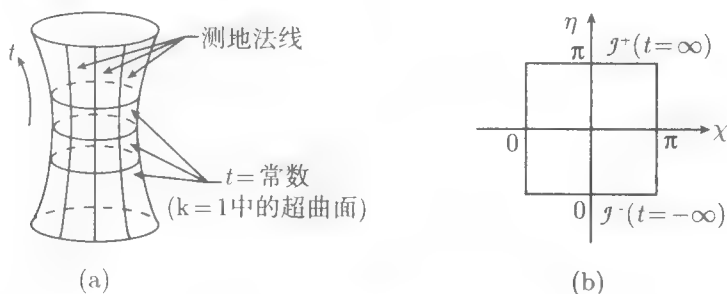 t
测地法线
t=常数
(k=1中的超曲面)
(a)
η
π
𝒥⁺(t=∞)
χ
0
π
0
𝒥⁻(t=-∞)
(b)